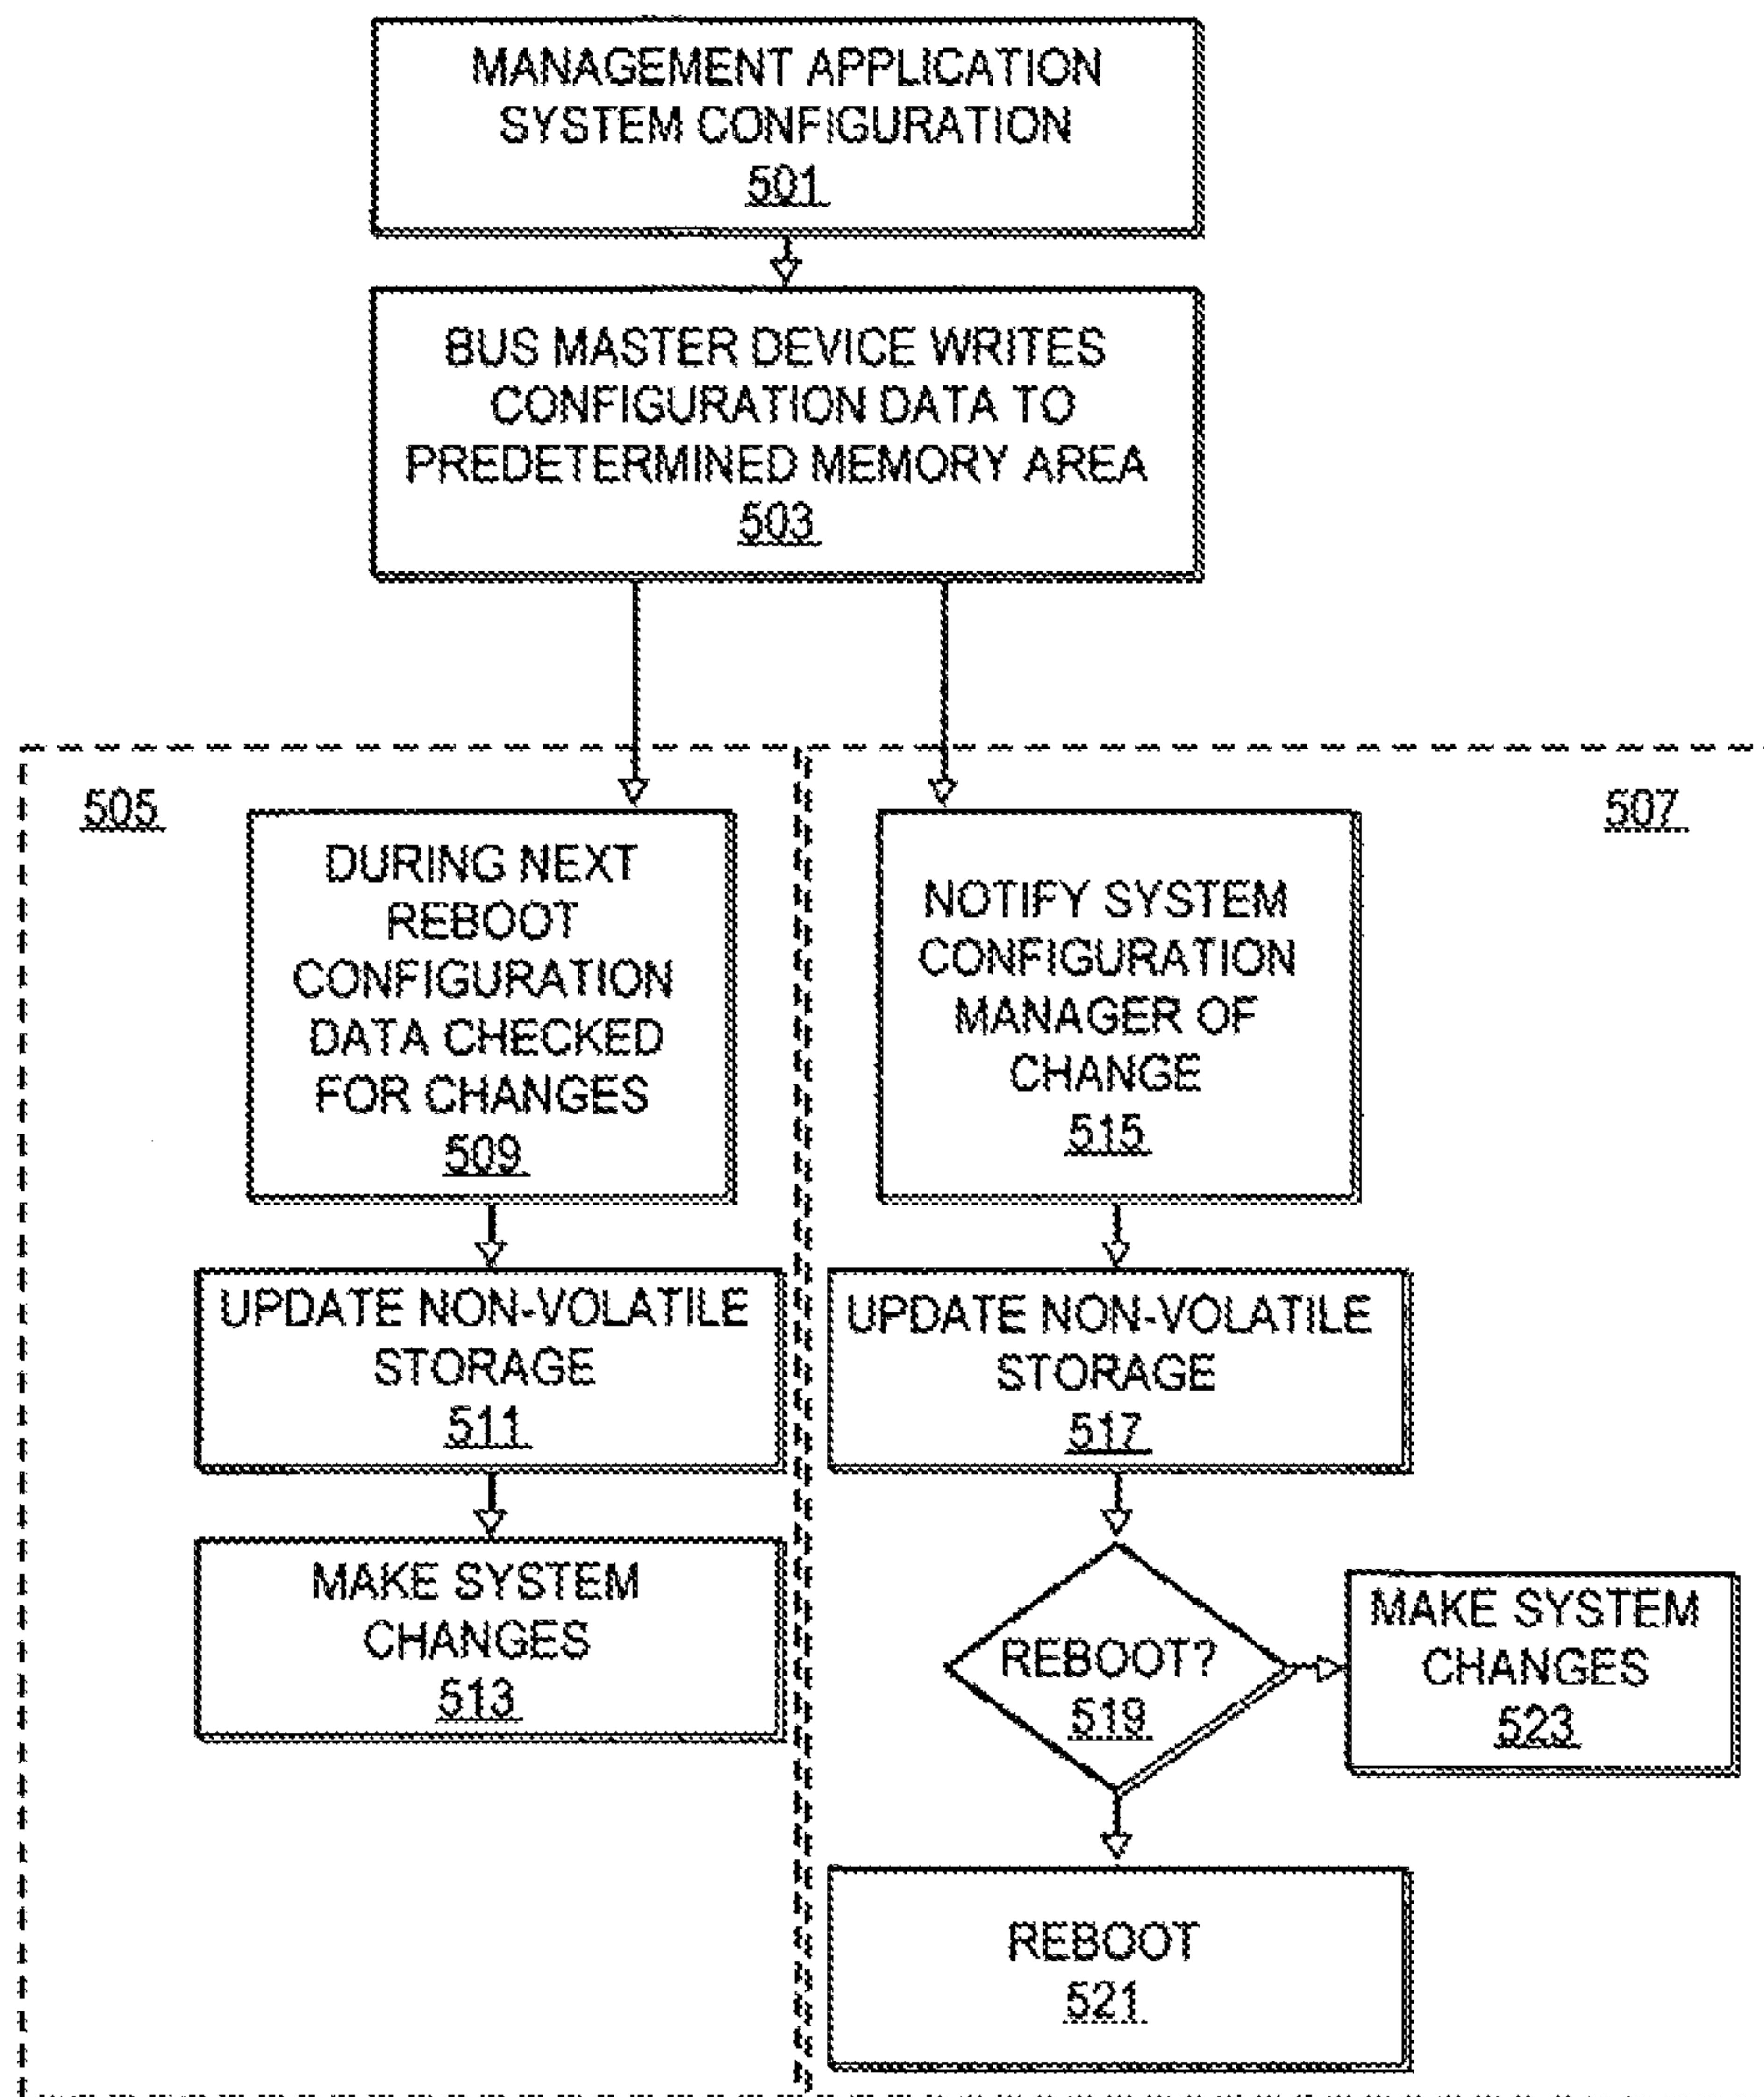 MANAGEMENT APPLICATION
SYSTEM CONFIGURATION
501
BUS MASTER DEVICE WRITES
CONFIGURATION DATA TO
PREDETERMINED MEMORY AREA
503
505
DURING NEXT
REBOOT
CONFIGURATION
DATA CHECKED
FOR CHANGES
509
UPDATE NON-VOLATILE
STORAGE
511
MAKE SYSTEM
CHANGES
513
507
NOTIFY SYSTEM
CONFIGURATION
MANAGER OF
CHANGE
515
UPDATE NON-VOLATILE
STORAGE
517
REBOOT?
519
MAKE SYSTEM
CHANGES
523
REBOOT
521